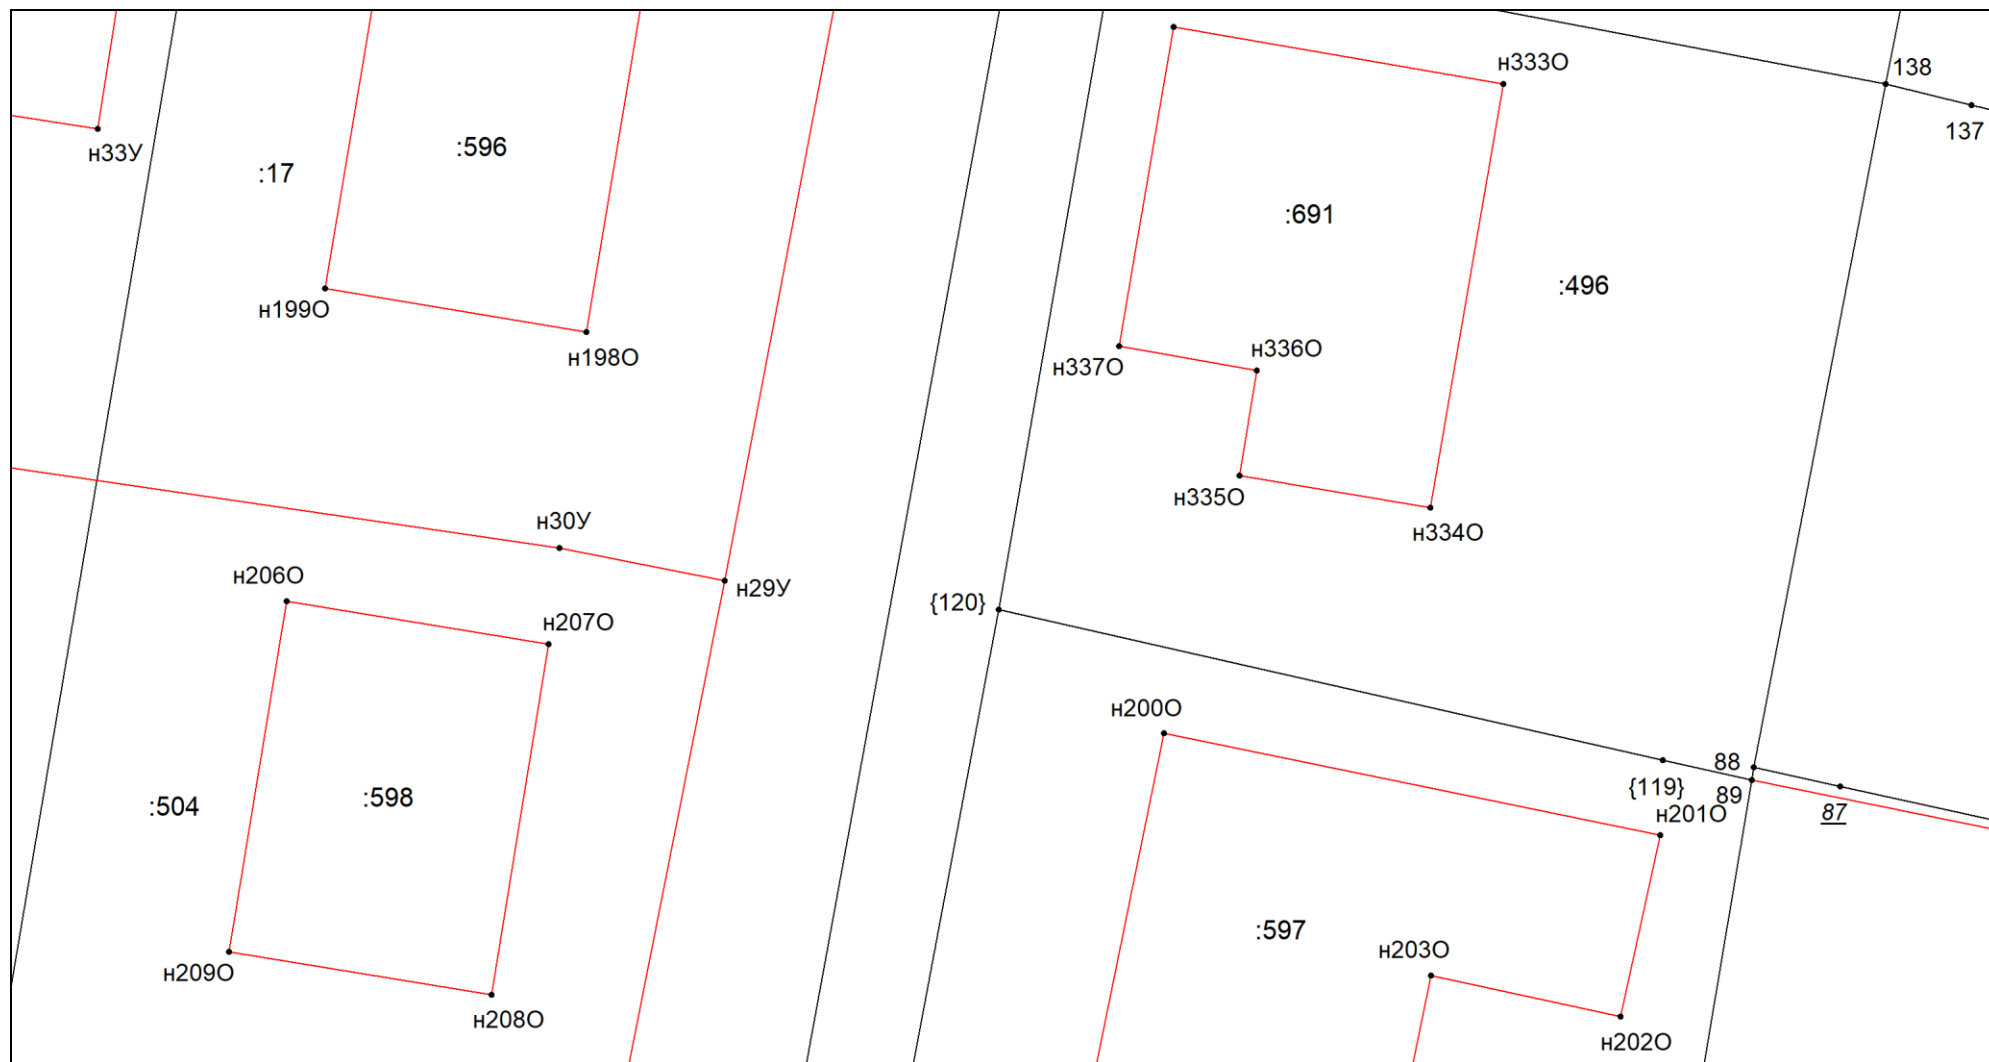 н333О
138
137
н33У
:596
:17
:691
:496
н199О
н198О
н336О
н337О
н335О
н334О
н30У
н206О
н29У
{120}
н207О
н200О
88
{119}
89
87
н201О
:504
:598
:597
н203О
н209О
н208О
н202О